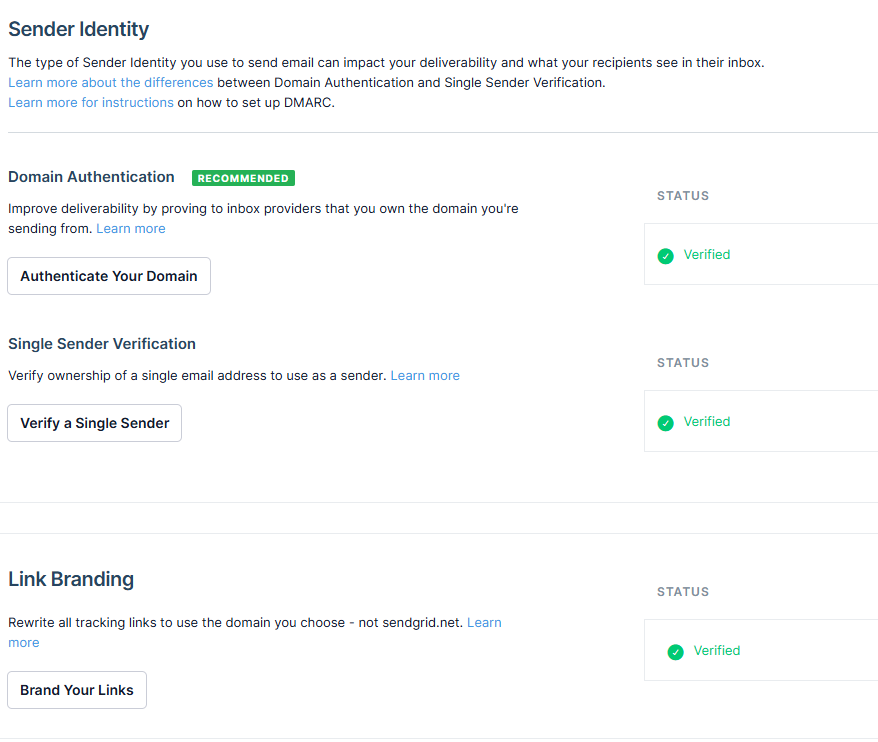 Sender Identity
The type of Sender Identity you use to send email can impact your deliverability and what your recipients see in their inbox.
Learn more about the differences between Domain Authentication and Single Sender Verification.
Learn more for instructions on how to set up DMARC.
Domain Authentication RECOMMENDED
Improve deliverability by proving to inbox providers that you own the domain you're
sending from. Learn more
Authenticate Your Domain
STATUS
Verified
Single Sender Verification
Verify ownership of a single email address to use as a sender. Learn more
Verify a Single Sender
STATUS
Verified
Link Branding
Rewrite all tracking links to use the domain you choose - not sendgrid.net. Learn
more
Brand Your Links
STATUS
Verified